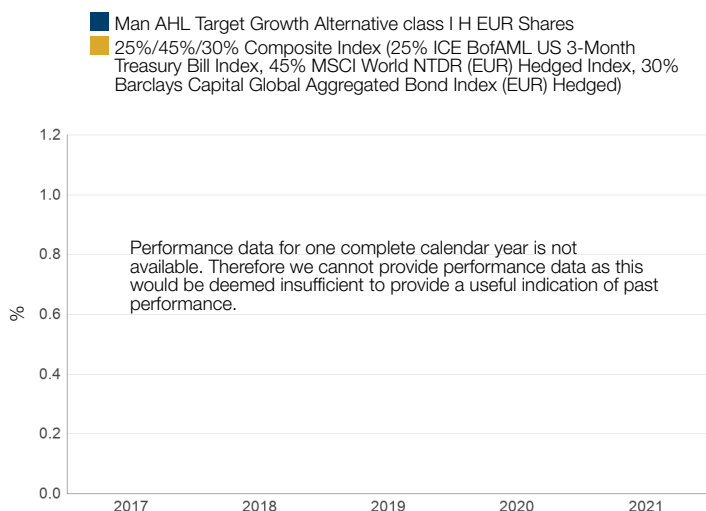 Man AHL Target Growth Alternative class I H EUR Shares
25%/45%/30% Composite Index (25% ICE BofAML US 3-Month
Treasury Bill Index, 45% MSCI World NTDR (EUR) Hedged Index, 30%
Barclays Capital Global Aggregated Bond Index (EUR) Hedged)
1.2
1.0
0.8
Performance data for one complete calendar year is not
available. Therefore we cannot provide performance data as this
would be deemed insufficient to provide a useful indication of past
performance.
%
0.6
0.4
0.2
0.0
2017 2018 2019 2020 2021